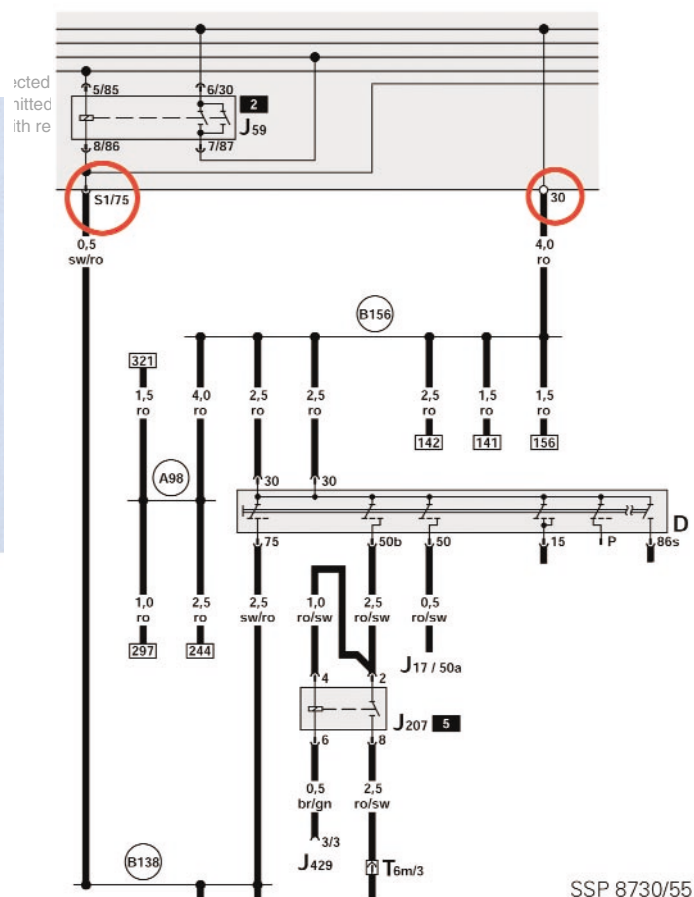 ected
nitted
ith re
5/85 6/30
2
J59
8/86 7/87
S1/75 30
0,5
sw/ro
4,0
ro
B156
321
1,5
ro
4,0
ro
2,5
ro
2,5
ro
2,5
ro
1,5
ro
1,5
ro
142 141 156
A98
30 30
D
75 50b 50 15 P 86s
1,0
ro
2,5
ro
2,5
sw/ro
1,0
ro/sw
2,5
ro/sw
0,5
ro/sw
297 244
J17 / 50a
4 2
J207 5
6 8
0,5
br/gn
2,5
ro/sw
3/3
J429
T6m/3
B138
SSP 8730/55